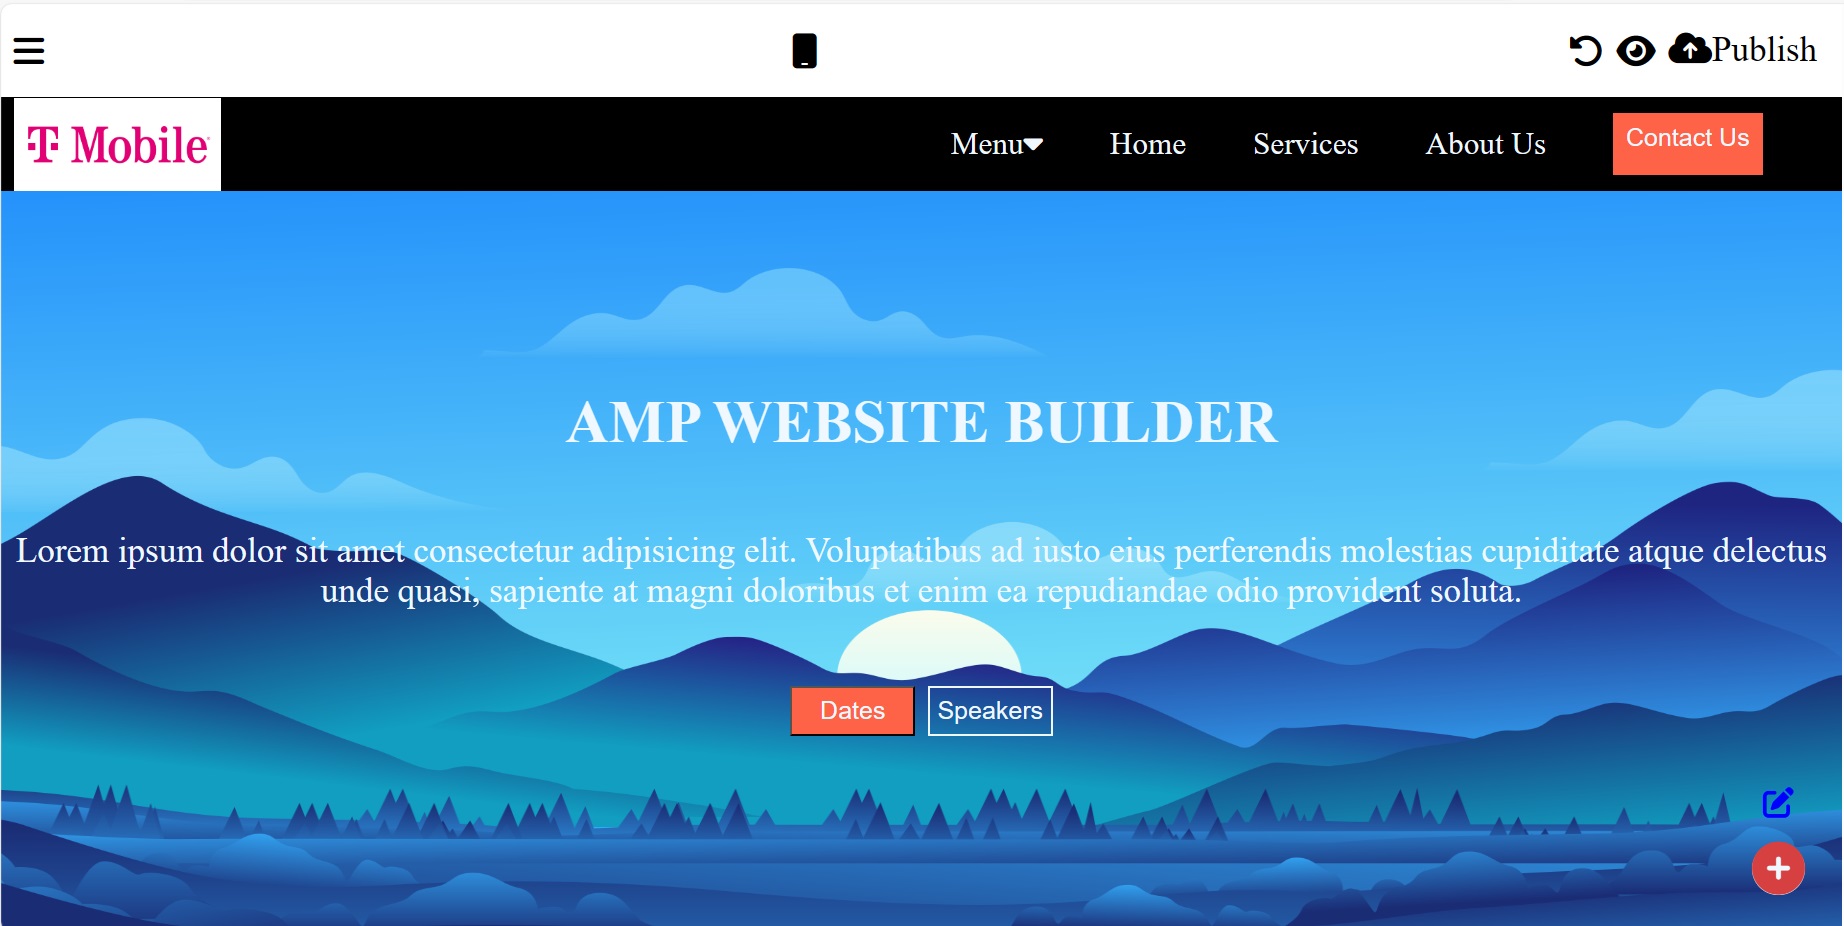 Publish
T Mobile
Menu Home Services About Us Contact Us
AMP WEBSITE BUILDER
Lorem ipsum dolor sit amet consectetur adipisicing elit. Voluptatibus ad iusto eius perferendis molestias cupiditate atque delectus
unde quasi, sapiente at magni doloribus et enim ea repudiandae odio provident soluta.
Dates Speakers